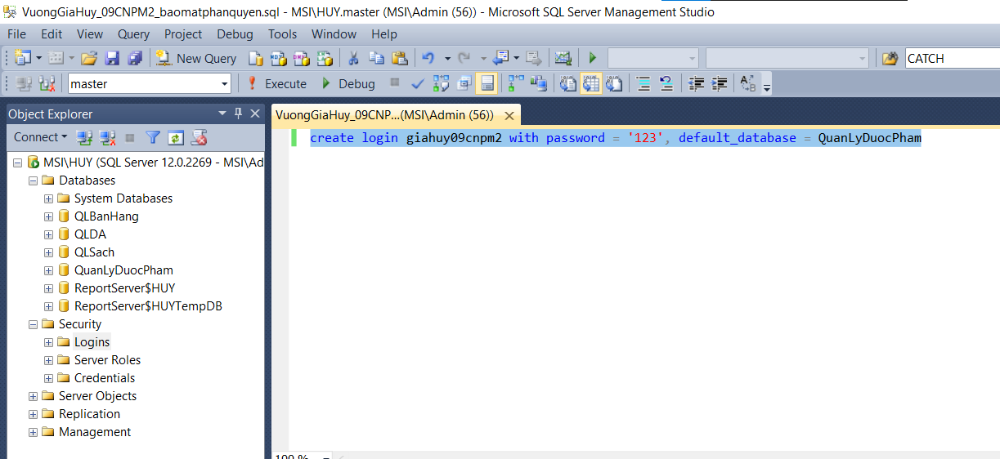 VuongGiaHuy_09CNPM2_baomatphanquyen.sql - MSI\HUY.master (MSI\Admin (56)) - Microsoft SQL Server Management Studio
File Edit View Query Project Debug Tools Window Help
New Query CATCH
master Execute Debug
Object Explorer
Connect
MSI\HUY (SQL Server 12.0.2269 - MSI\Ad
Databases
System Databases
QLBanHang
QLDA
QLSach
QuanLyDuocPham
ReportServer$HUY
ReportServer$HUYTempDB
Security
Logins
Server Roles
Credentials
Server Objects
Replication
Management
VuongGiaHuy_09CNP...(MSI\Admin (56))
create login giahuy09cnpm2 with password = '123', default_database = QuanLyDuocPham
100 %